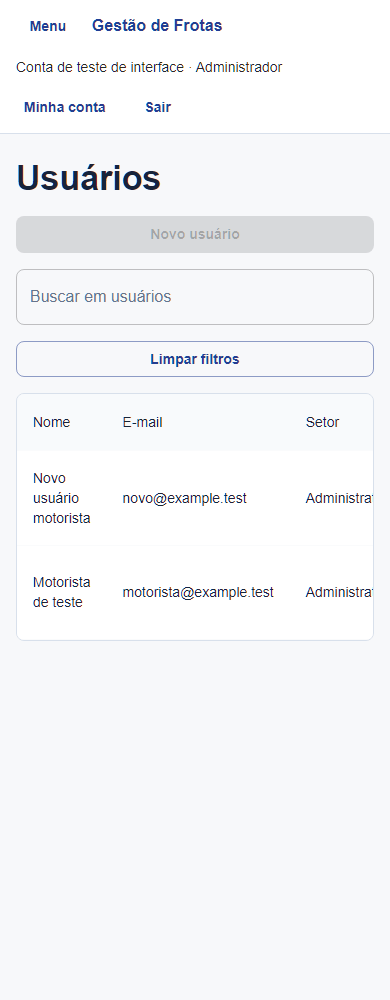 Menu Gestão de Frotas
Conta de teste de interface · Administrador
Minha conta Sair
Usuários
Novo usuário
Buscar em usuários
Limpar filtros
Nome E-mail Setor
Novo usuário motorista novo@example.test
Motorista de teste motorista@example.test